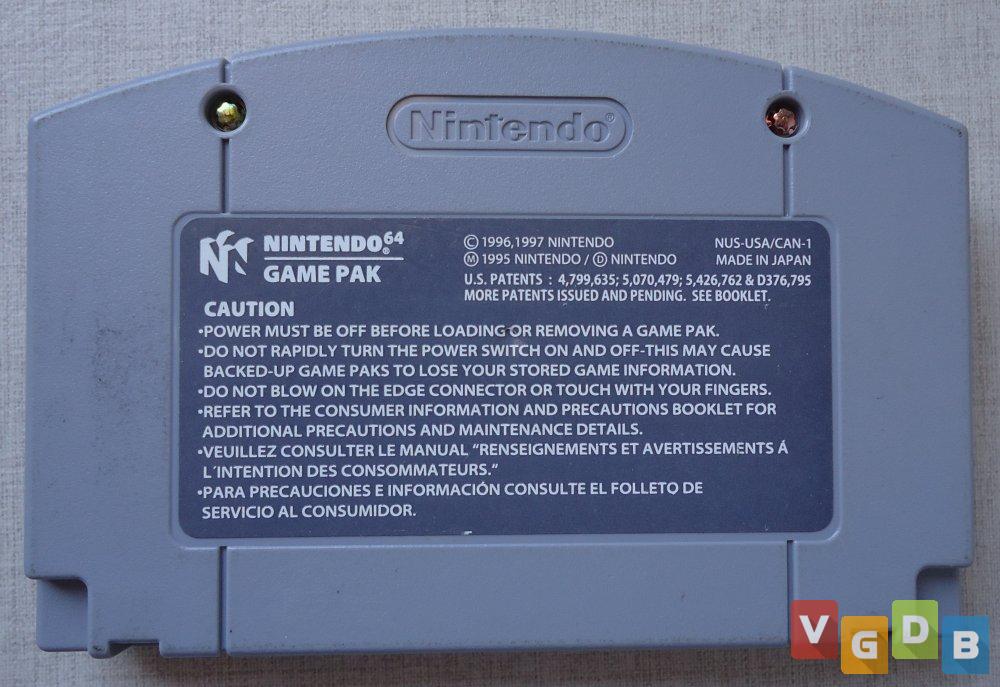 Nintendo®
NINTENDO®64
GAME PAK
© 1996,1997 NINTENDO
Ⓜ 1995 NINTENDO / Ⓓ NINTENDO
U.S. PATENTS : 4,799,635; 5,070,479; 5,426,762 & D376,795
MORE PATENTS ISSUED AND PENDING. SEE BOOKLET.
NUS-USA/CAN-1
MADE IN JAPAN
CAUTION
•POWER MUST BE OFF BEFORE LOADING OR REMOVING A GAME PAK.
•DO NOT RAPIDLY TURN THE POWER SWITCH ON AND OFF-THIS MAY CAUSE
BACKED-UP GAME PAKS TO LOSE YOUR STORED GAME INFORMATION.
•DO NOT BLOW ON THE EDGE CONNECTOR OR TOUCH WITH YOUR FINGERS.
•REFER TO THE CONSUMER INFORMATION AND PRECAUTIONS BOOKLET FOR
ADDITIONAL PRECAUTIONS AND MAINTENANCE DETAILS.
•VEUILLEZ CONSULTER LE MANUAL “RENSEIGNEMENTS ET AVERTISSEMENTS Á
L´INTENTION DES CONSOMMATEURS.”
•PARA PRECAUCIONES E INFORMACIÓN CONSULTE EL FOLLETO DE
SERVICIO AL CONSUMIDOR.
VGDB